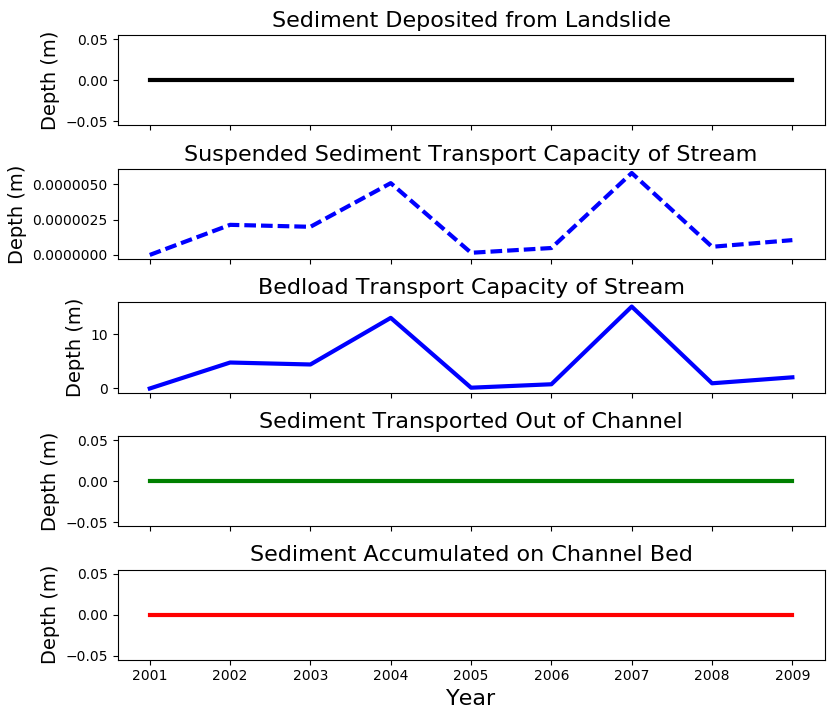 Sediment Deposited from Landslide
Depth (m)
0.05
0.00
−0.05
Suspended Sediment Transport Capacity of Stream
Depth (m)
0.0000050
0.0000025
0.0000000
Bedload Transport Capacity of Stream
Depth (m)
10
0
Sediment Transported Out of Channel
Depth (m)
0.05
0.00
−0.05
Sediment Accumulated on Channel Bed
Depth (m)
0.05
0.00
−0.05
2001 2002 2003 2004 2005 2006 2007 2008 2009
Year